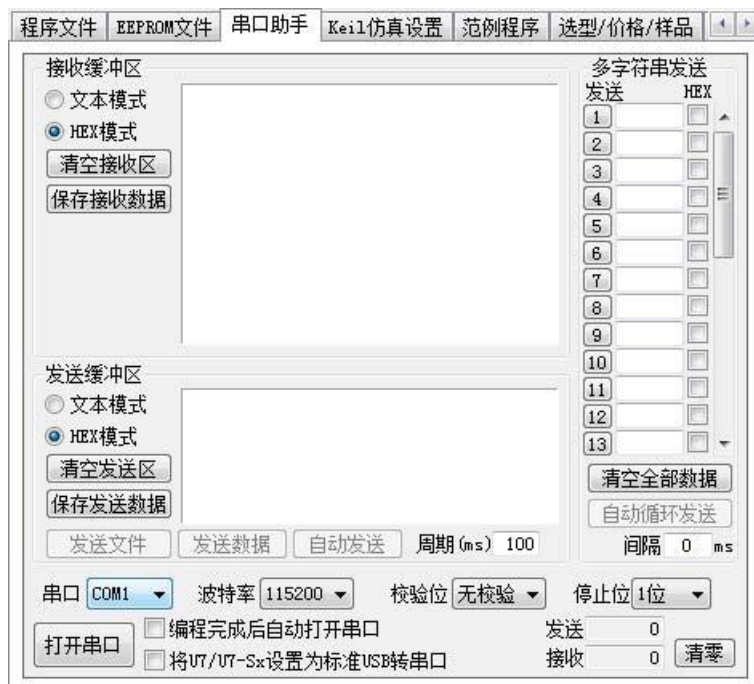 程序文件 EEPROM文件 串口助手 Keil仿真设置 范例程序 选型/价格/样品
接收缓冲区
文本模式
HEX模式
清空接收区
保存接收数据
多字符串发送
发送 HEX
1
2
3
4
5
6
7
8
9
10
11
12
13
发送缓冲区
文本模式
HEX模式
清空发送区
保存发送数据
发送文件 发送数据 自动发送 周期(ms) 100
清空全部数据
自动循环发送
间隔 0 ms
串口 COM1 波特率 115200 校验位 无校验 停止位 1位
打开串口
编程完成后自动打开串口
将U7/U7-Sx设置为标准USB转串口
发送 0
接收 0
清零